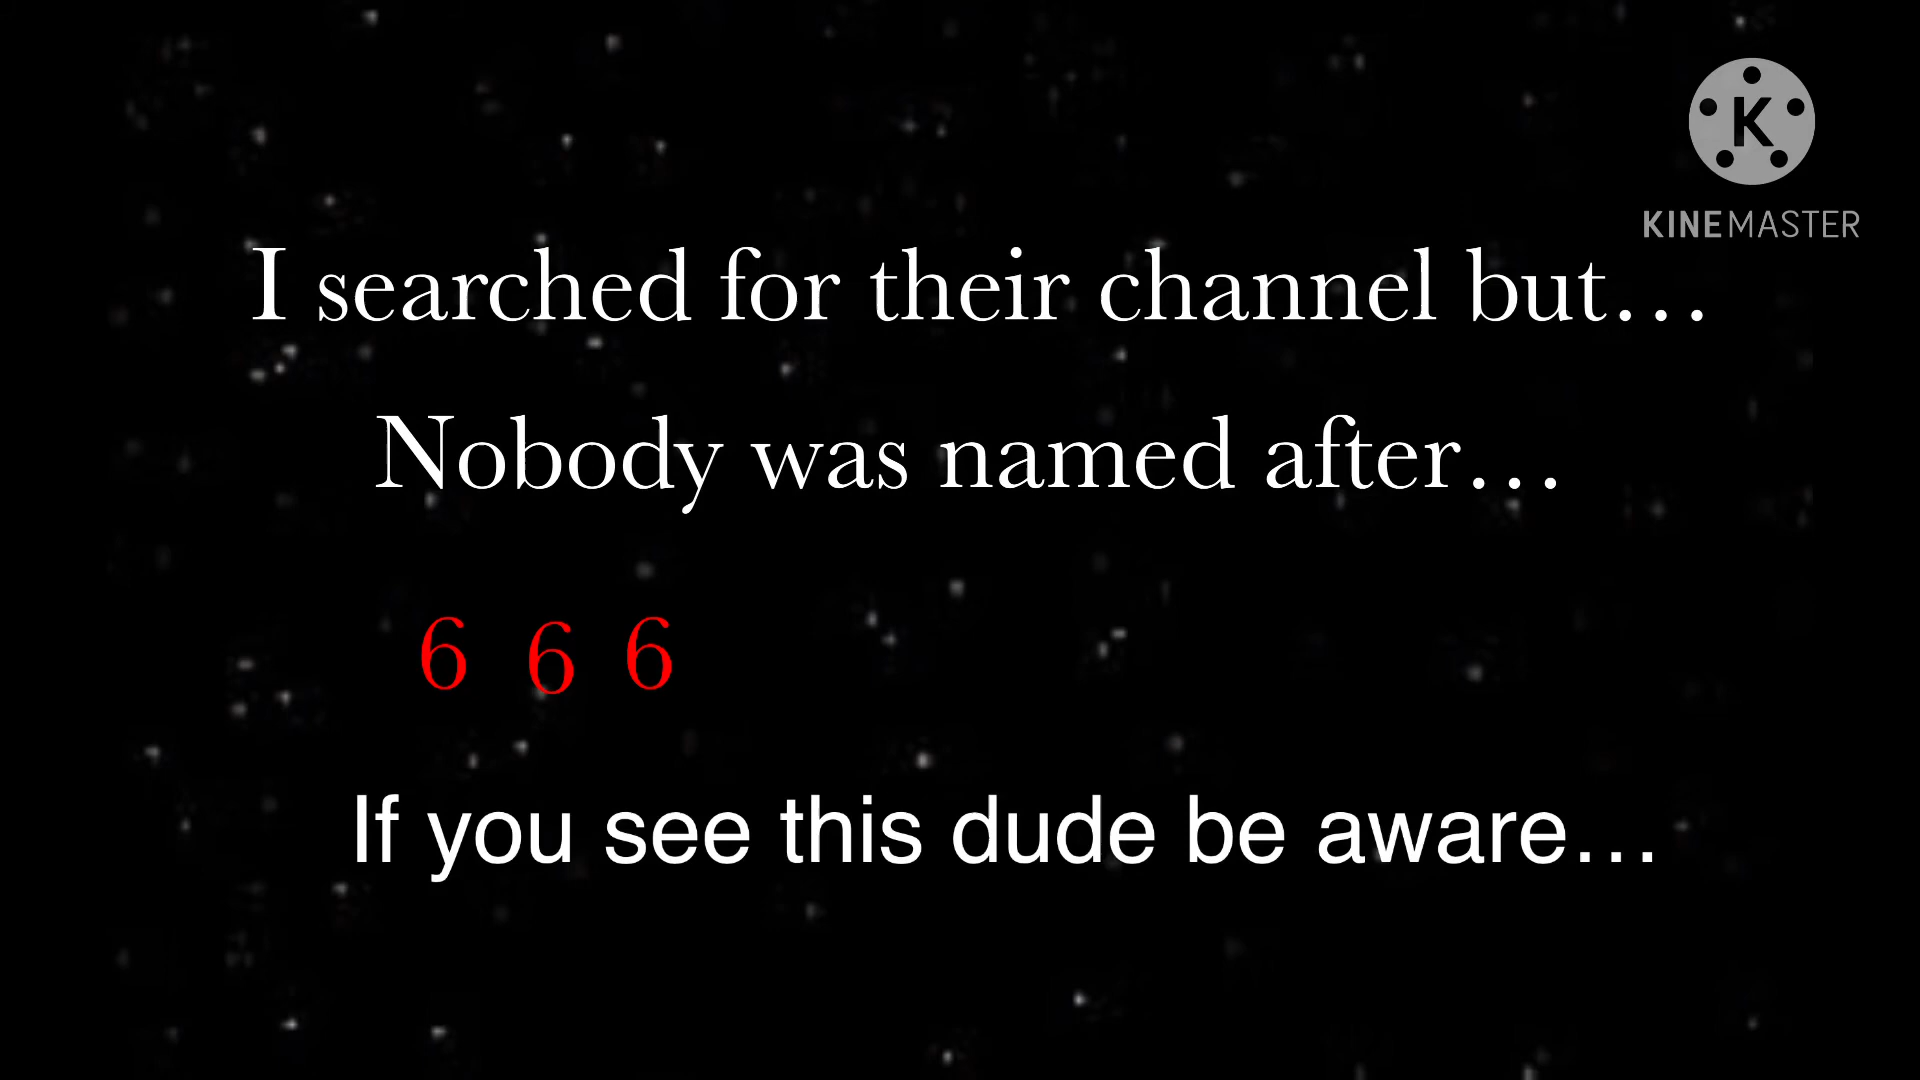 K
KINEMASTER
I searched for their channel but...
Nobody was named after...
6 6 6
If you see this dude be aware...